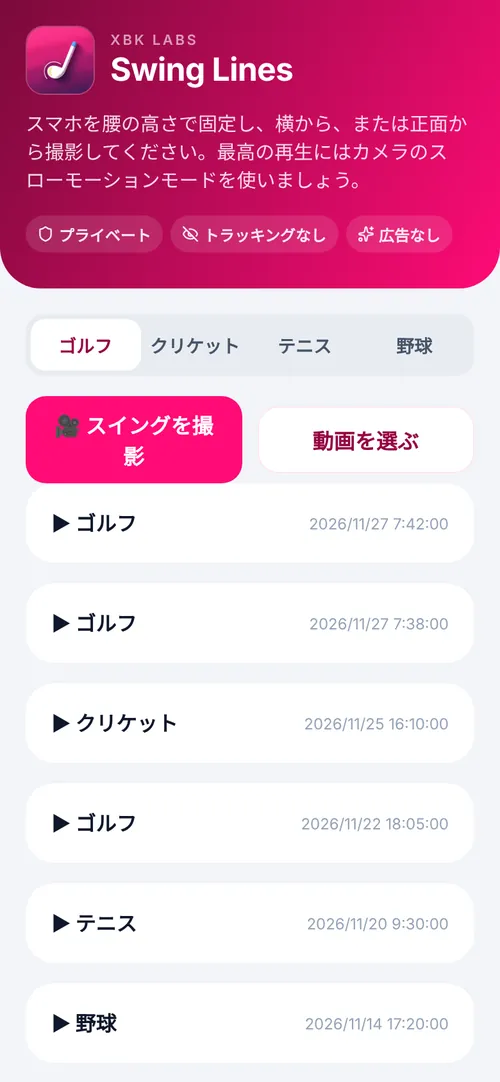 XBK LABS
Swing Lines
スマホを腰の高さで固定し、横から、または正面か
ら撮影してください。最高の再生にはカメラのス
ローモーションモードを使いましょう。
プライベート
トラッキングなし
広告なし
ゴルフ
クリケット
テニス
野球
🎥 スイングを撮
影
動画を選ぶ
▶ ゴルフ 2026/11/27 7:42:00
▶ ゴルフ 2026/11/27 7:38:00
▶ クリケット 2026/11/25 16:10:00
▶ ゴルフ 2026/11/22 18:05:00
▶ テニス 2026/11/20 9:30:00
▶ 野球 2026/11/14 17:20:00